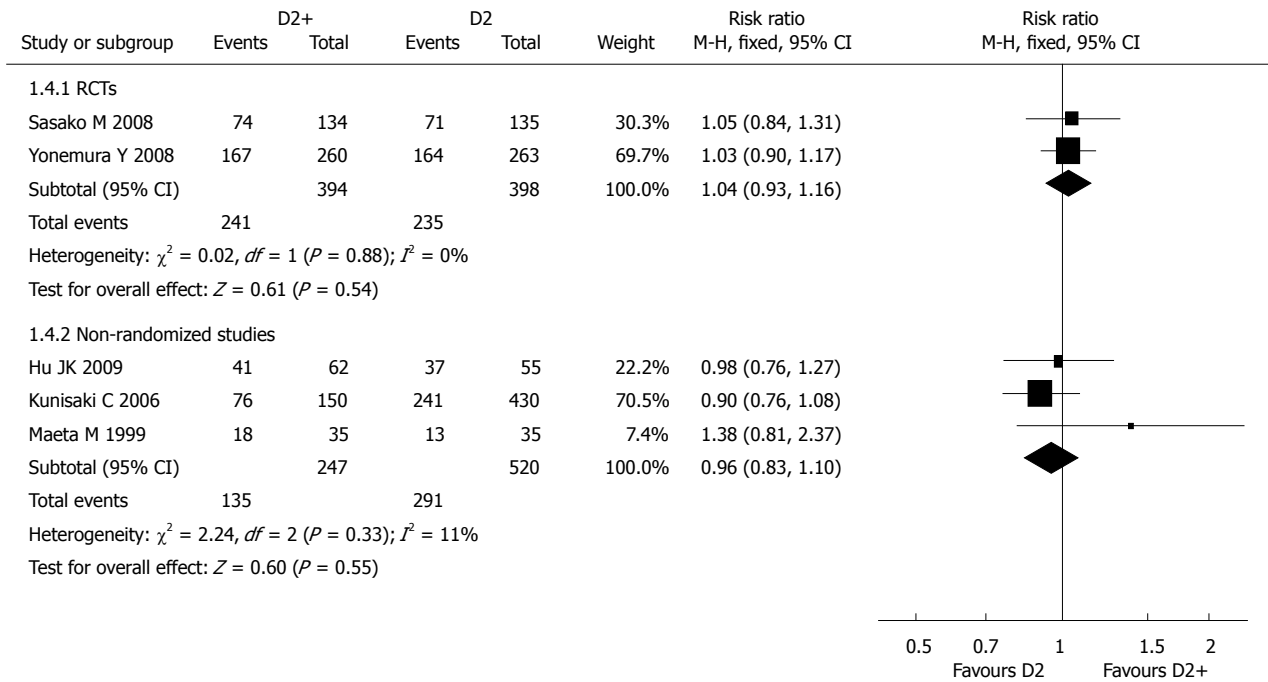 D2+ D2 Risk ratio Risk ratio
Study or subgroup Events Total Events Total Weight M-H, fixed, 95% CI M-H, fixed, 95% CI
1.4.1 RCTs
Sasako M 2008 74 134 71 135 30.3% 1.05 (0.84, 1.31)
Yonemura Y 2008 167 260 164 263 69.7% 1.03 (0.90, 1.17)
Subtotal (95% CI) 394 398 100.0% 1.04 (0.93, 1.16)
Total events 241 235
Heterogeneity: χ² = 0.02, df = 1 (P = 0.88); I² = 0%
Test for overall effect: Z = 0.61 (P = 0.54)
1.4.2 Non-randomized studies
Hu JK 2009 41 62 37 55 22.2% 0.98 (0.76, 1.27)
Kunisaki C 2006 76 150 241 430 70.5% 0.90 (0.76, 1.08)
Maeta M 1999 18 35 13 35 7.4% 1.38 (0.81, 2.37)
Subtotal (95% CI) 247 520 100.0% 0.96 (0.83, 1.10)
Total events 135 291
Heterogeneity: χ² = 2.24, df = 2 (P = 0.33); I² = 11%
Test for overall effect: Z = 0.60 (P = 0.55)
0.5 0.7 1 1.5 2
Favours D2 Favours D2+